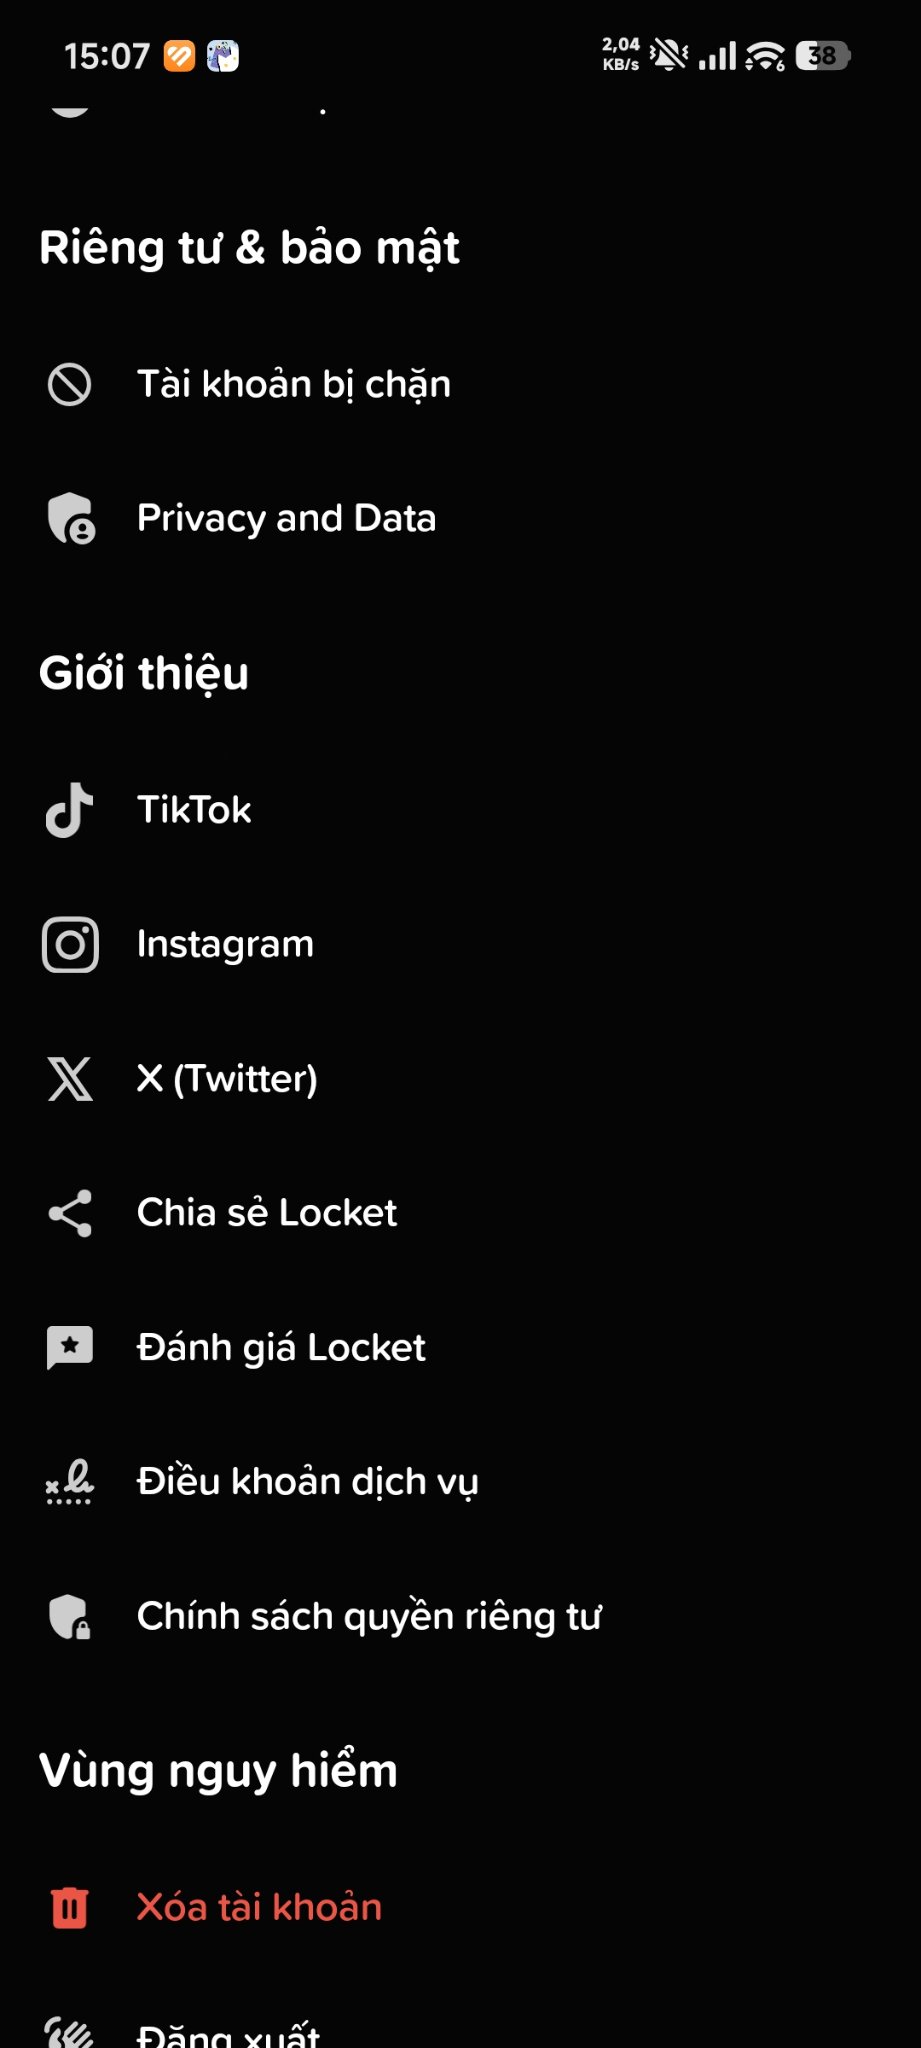 15:07
2,04
KB/s
6
38
Riêng tư & bảo mật
Tài khoản bị chặn
Privacy and Data
Giới thiệu
TikTok
Instagram
X (Twitter)
Chia sẻ Locket
Đánh giá Locket
Điều khoản dịch vụ
Chính sách quyền riêng tư
Vùng nguy hiểm
Xóa tài khoản
Đăng xuất